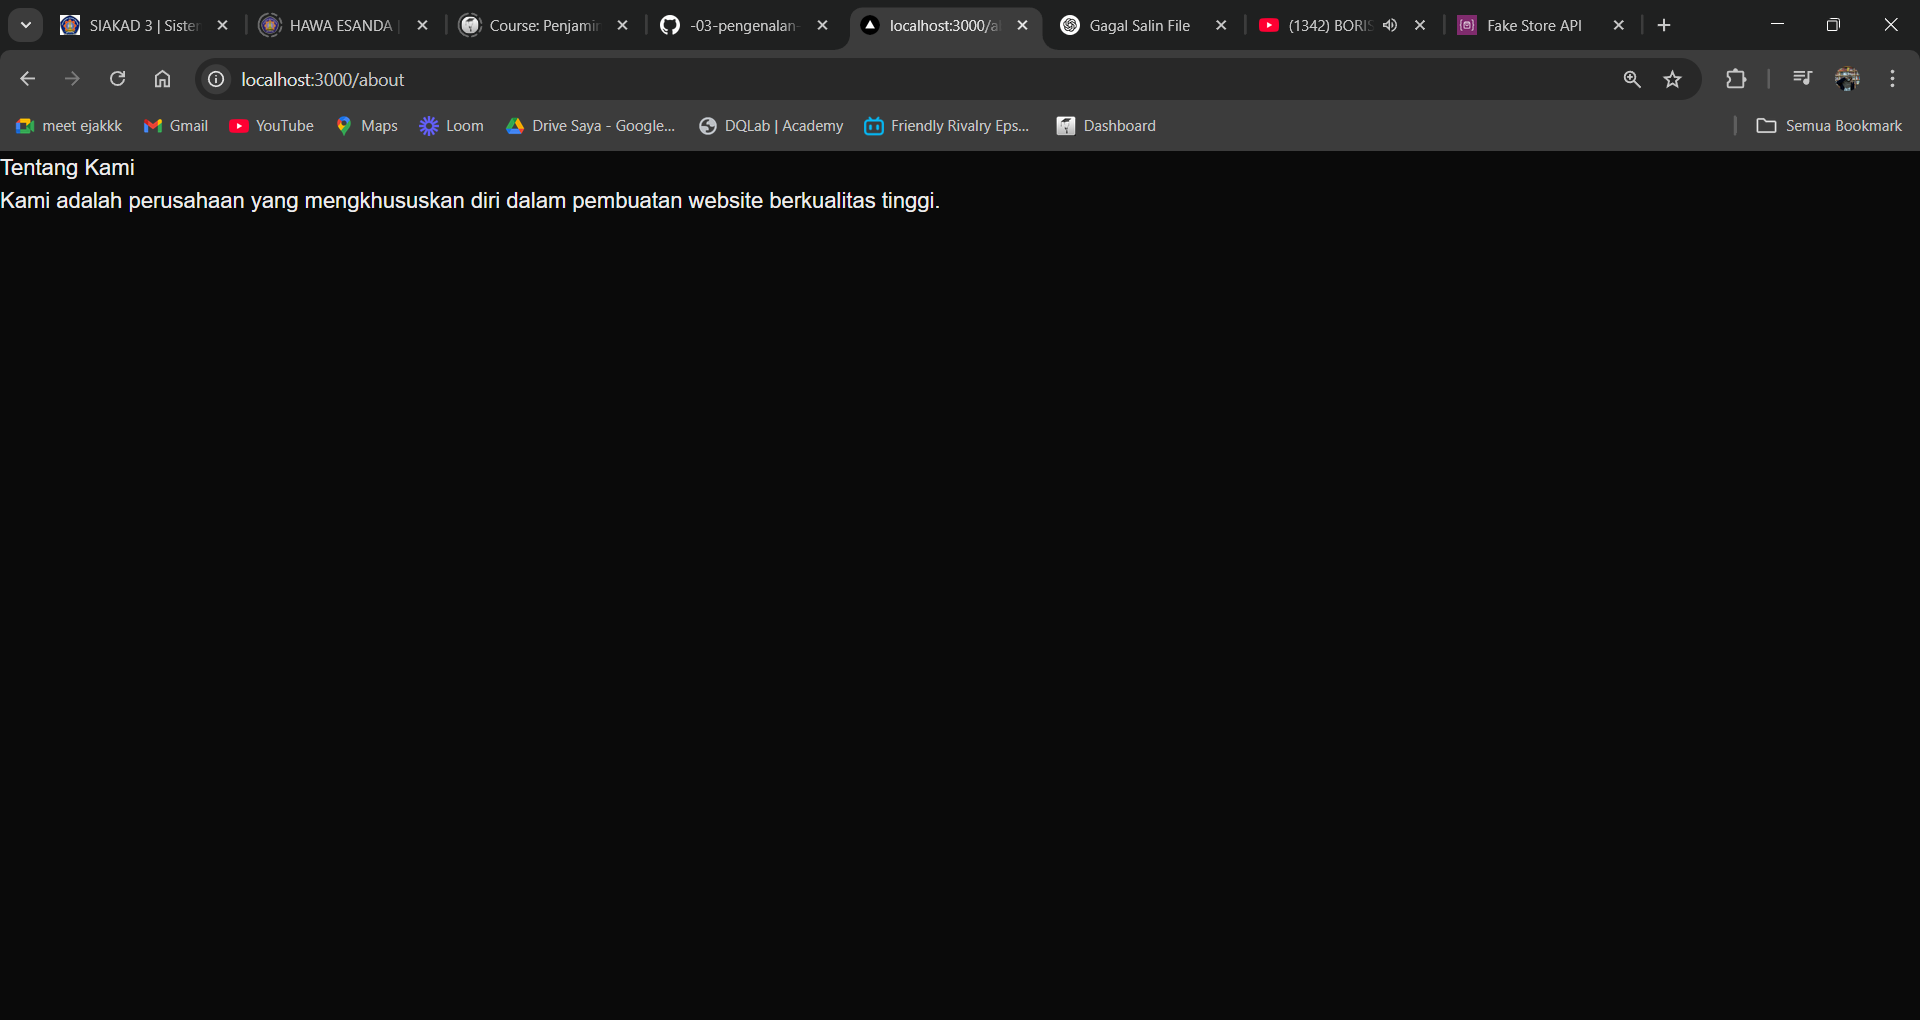 SIAKAD 3 | Sister
HAWA ESANDA |
Course: Penjamin
-03-pengenalan-
localhost:3000/a
Gagal Salin File
(1342) BORIS
Fake Store API
localhost:3000/about
meet ejakkk
Gmail
YouTube
Maps
Loom
Drive Saya - Google...
DQLab | Academy
Friendly Rivalry Eps...
Dashboard
Semua Bookmark
Tentang Kami
Kami adalah perusahaan yang mengkhususkan diri dalam pembuatan website berkualitas tinggi.